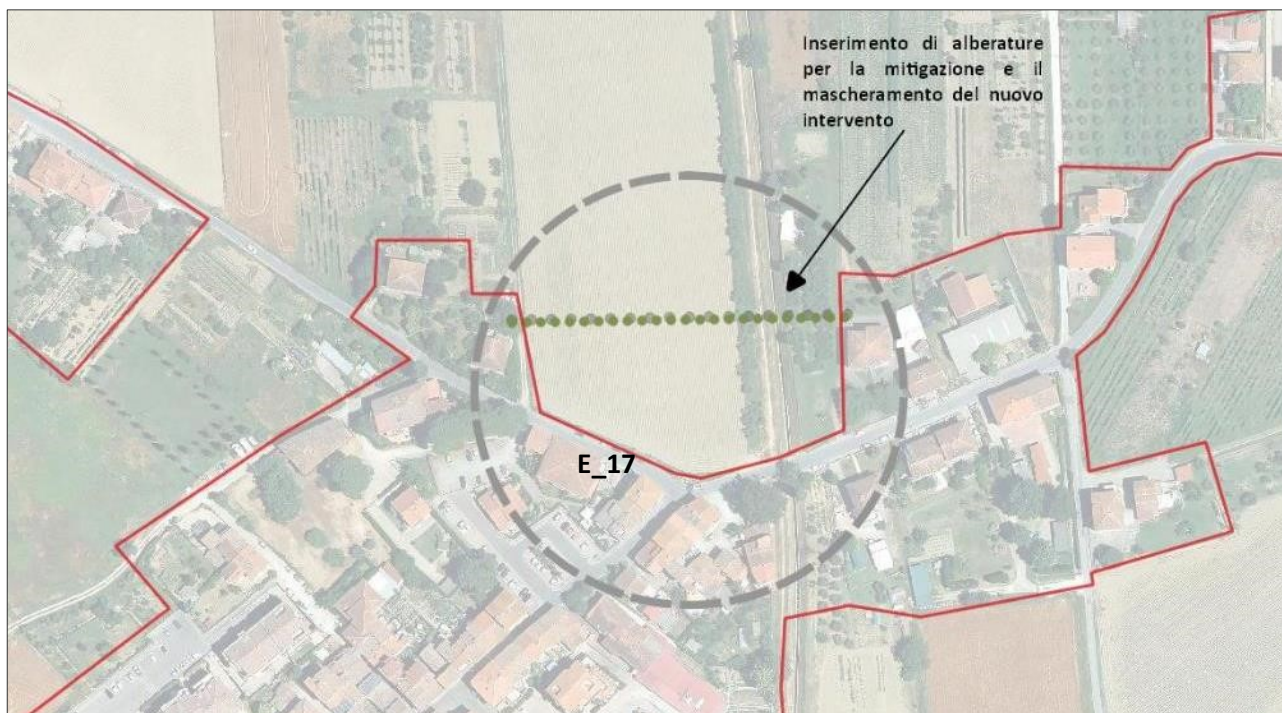 Inserimento di alberature
per la mitigazione e il
mascheramento del nuovo
intervento
E_17